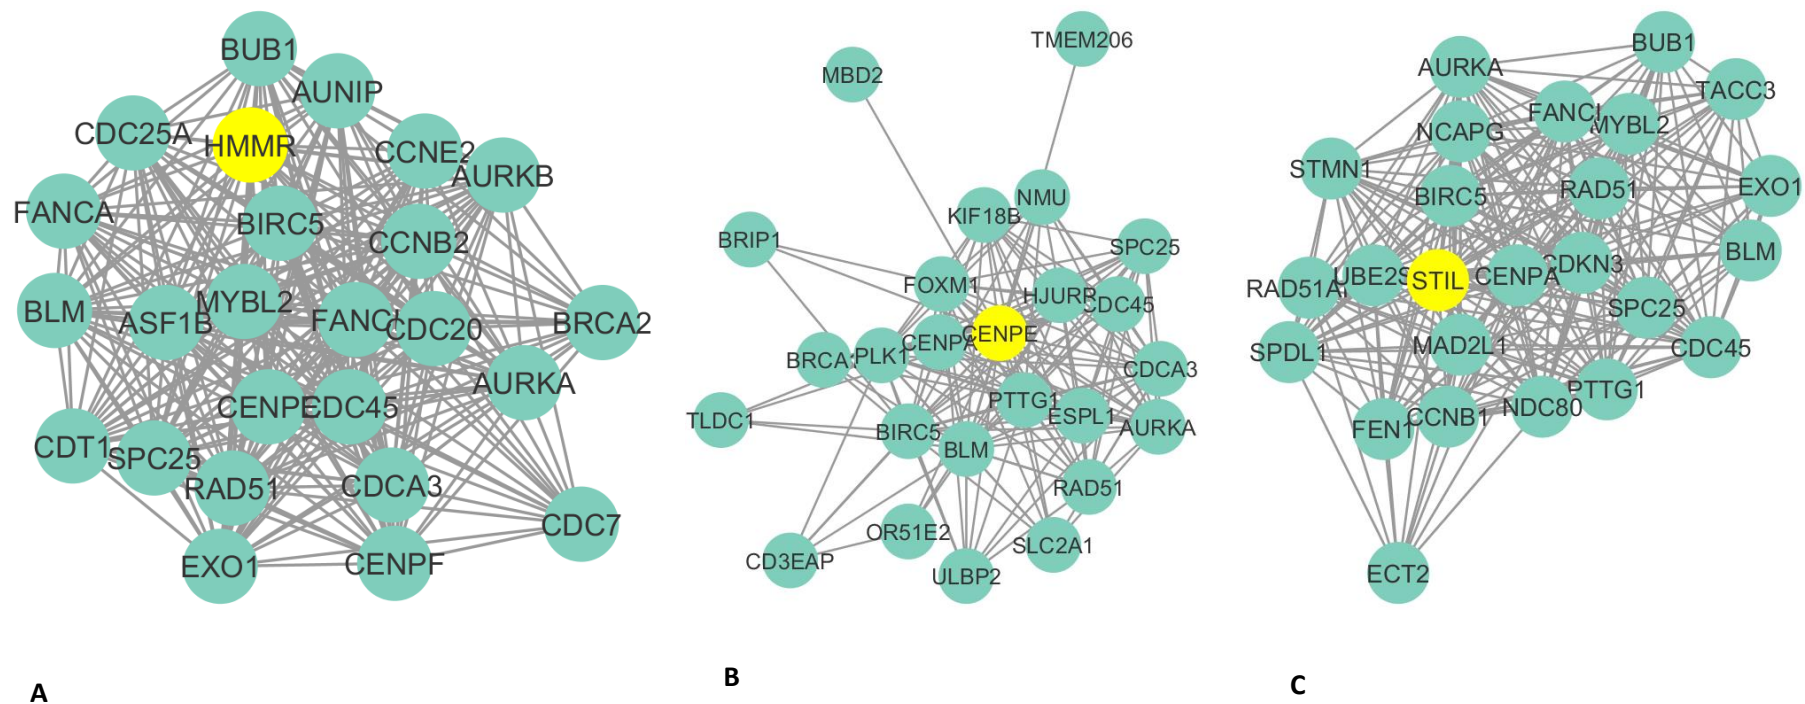 BUB1
AUNIP
CDC25A
HMMR
CCNE2
AURKB
FANCA
BIRC5
CCNB2
MYBL2
BLM
ASF1B
FANCI
CDC20
BRCA2
AURKA
CENPE
CDC45
CDT1
SPC25
RAD51
CDCA3
CDC7
EXO1
CENPF
A
TMEM206
MBD2
NMU
KIF18B
BRIP1
SPC25
FOXM1
HJURP
CDC45
CENPE
CENPA
BRCA1
PLK1
CDCA3
PTTG1
TLDC1
ESPL1
AURKA
BIRC5
BLM
RAD51
OR51E2
SLC2A1
CD3EAP
ULBP2
B
BUB1
AURKA
TACC3
FANCI
MYBL2
NCAPG
STMN1
RAD51
EXO1
BIRC5
BLM
CDKN3
UBE2S
STIL
CENPA
SPC25
SPDL1
MAD2L1
CDC45
PTTG1
NDC80
CCNB1
FEN1
ECT2
C